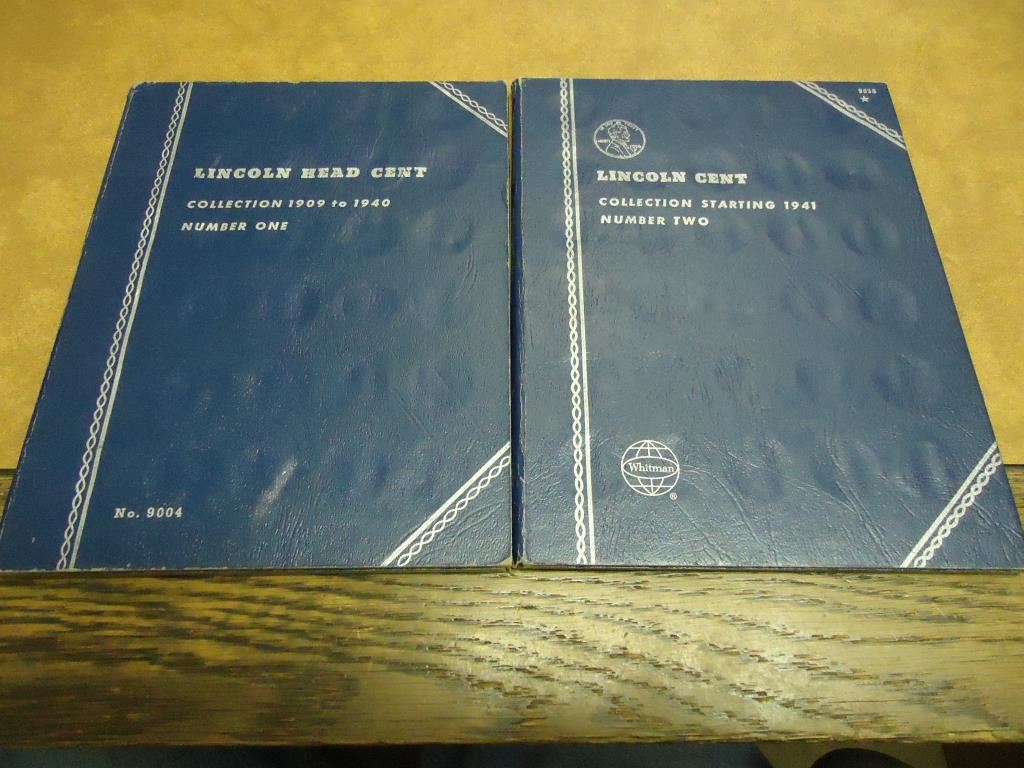 LINCOLN HEAD CENT
COLLECTION 1909 to 1940
NUMBER ONE
No. 9004
LINCOLN CENT
COLLECTION STARTING 1941
NUMBER TWO
Whitman
®